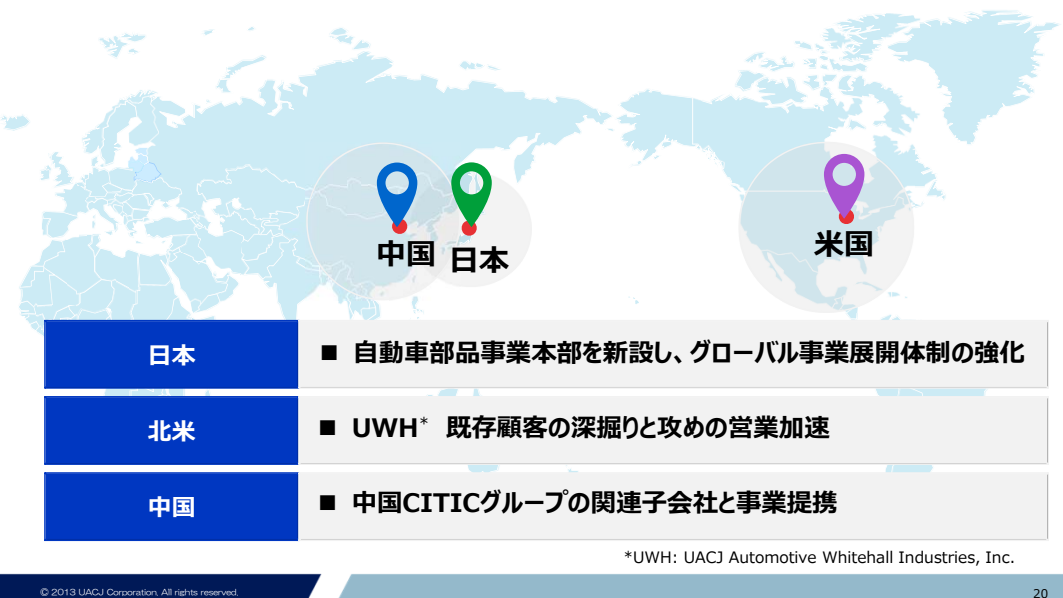 中国
日本
米国
日本
■ 自動車部品事業本部を新設し、グローバル事業展開体制の強化
北米
■ UWH* 既存顧客の深掘りと攻めの営業加速
中国
■ 中国CITICグループの関連子会社と事業提携
*UWH: UACJ Automotive Whitehall Industries, Inc.
© 2013 UACJ Corporation. All rights reserved.
20